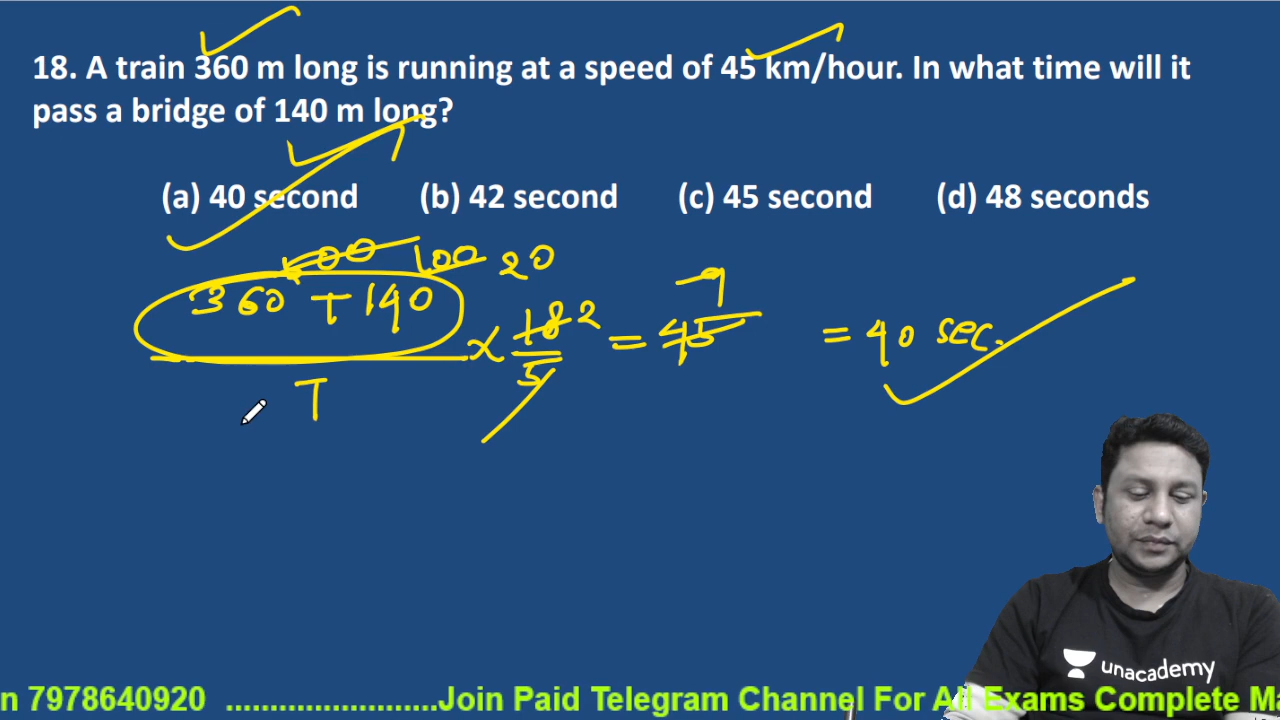 18. A train 360 m long is running at a speed of 45 km/hour. In what time will it
pass a bridge of 140 m long?
(a) 40 second (b) 42 second (c) 45 second (d) 48 seconds
100 20
360 + 140
T
× 18 2
5
= 45
9
= 40 sec.
unacademy
n 7978640920 ........................Join Paid Telegram Channel For All Exams Complete Ma